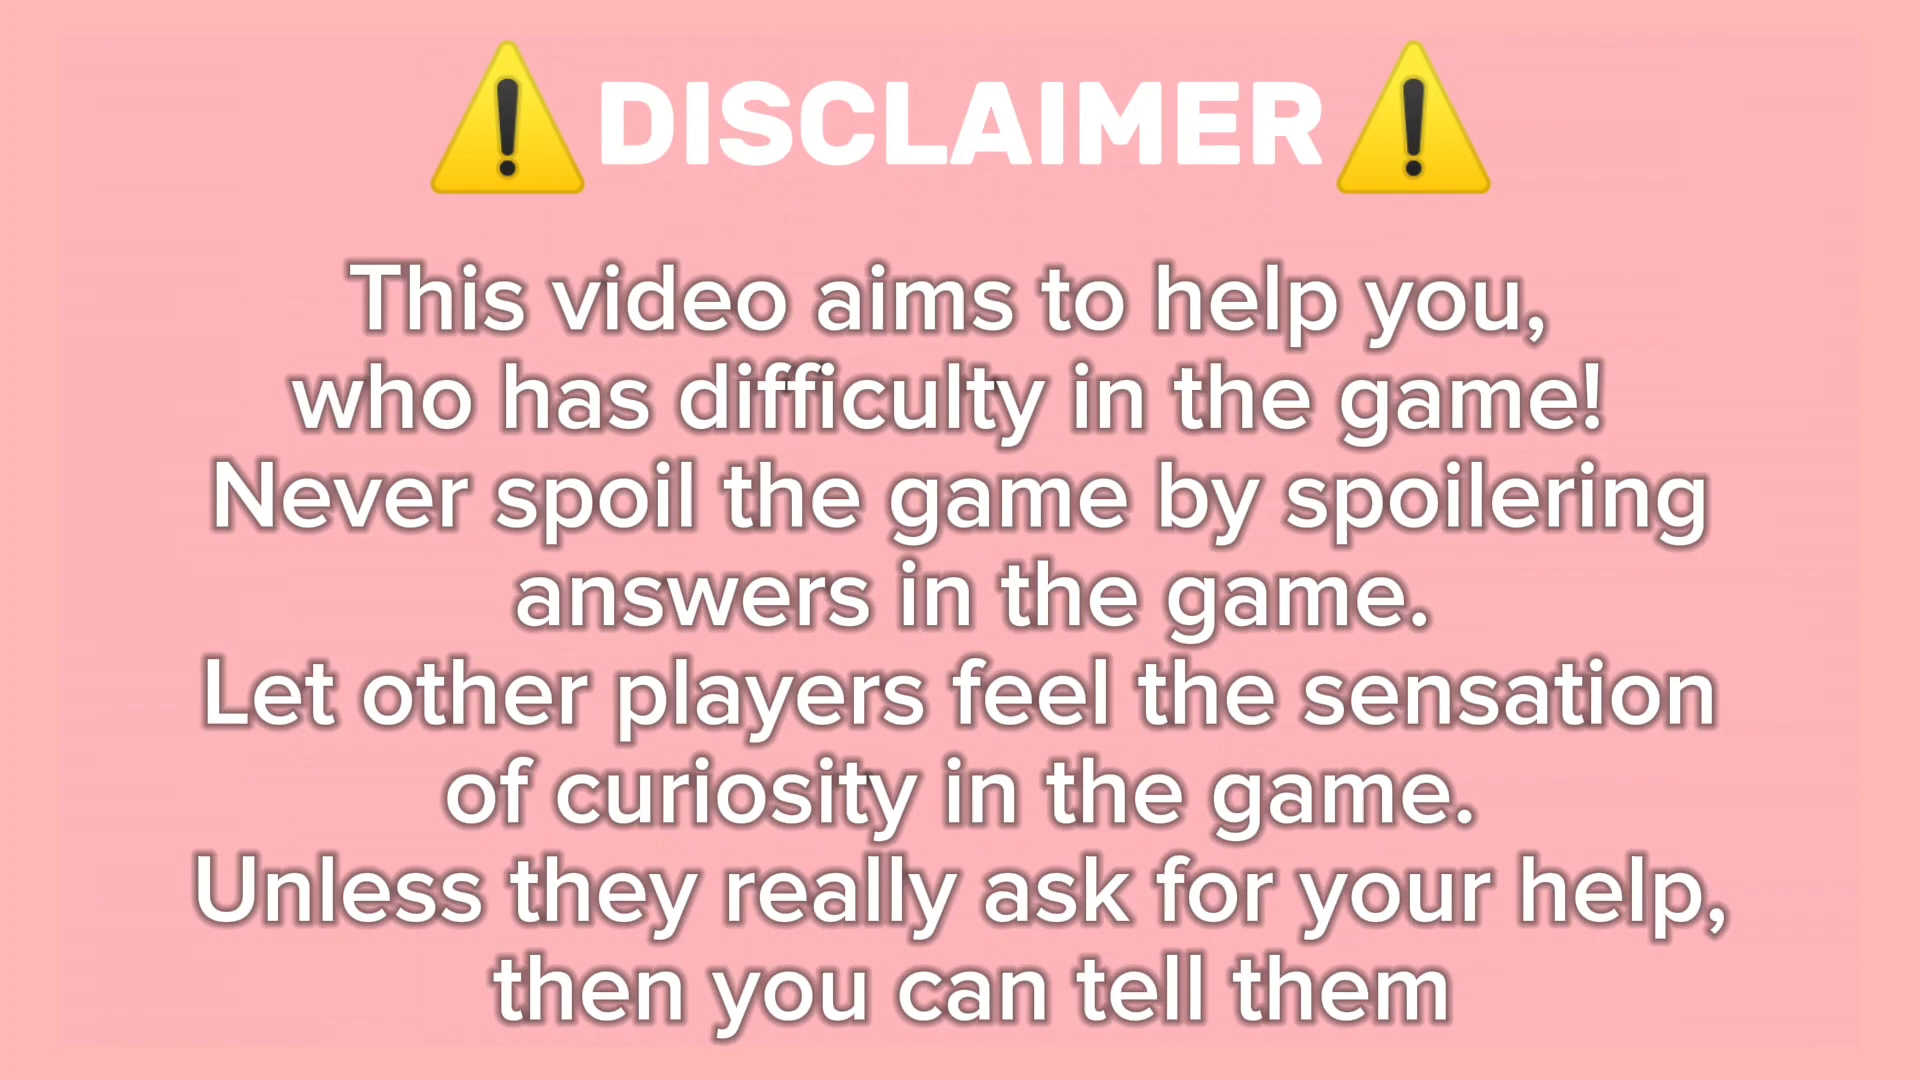 ⚠️DISCLAIMER⚠️
This video aims to help you,
who has difficulty in the game!
Never spoil the game by spoilering
answers in the game.
Let other players feel the sensation
of curiosity in the game.
Unless they really ask for your help,
then you can tell them